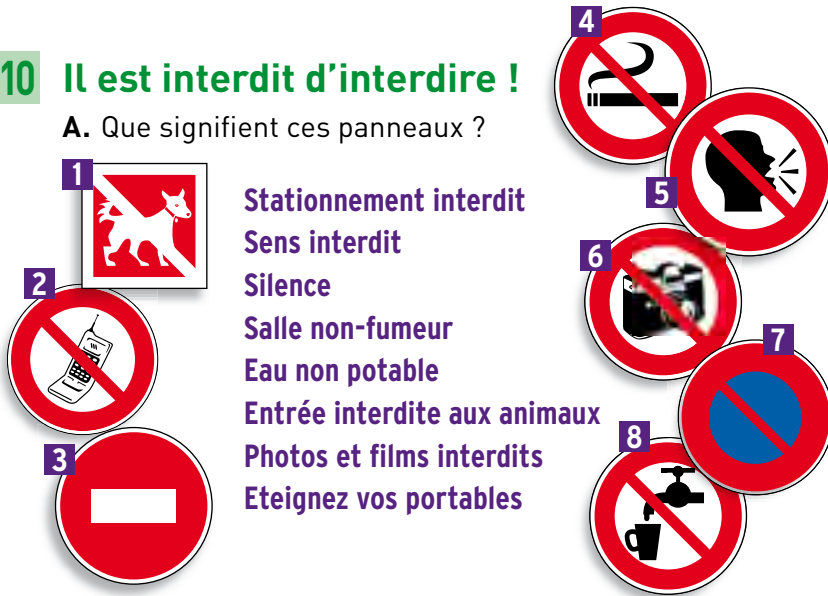 10 Il est interdit d'interdire !
A. Que signifient ces panneaux ?
1
2
3
Stationnement interdit
Sens interdit
Silence
Salle non-fumeur
Eau non potable
Entrée interdite aux animaux
Photos et films interdits
Eteignez vos portables
4
5
6
7
8